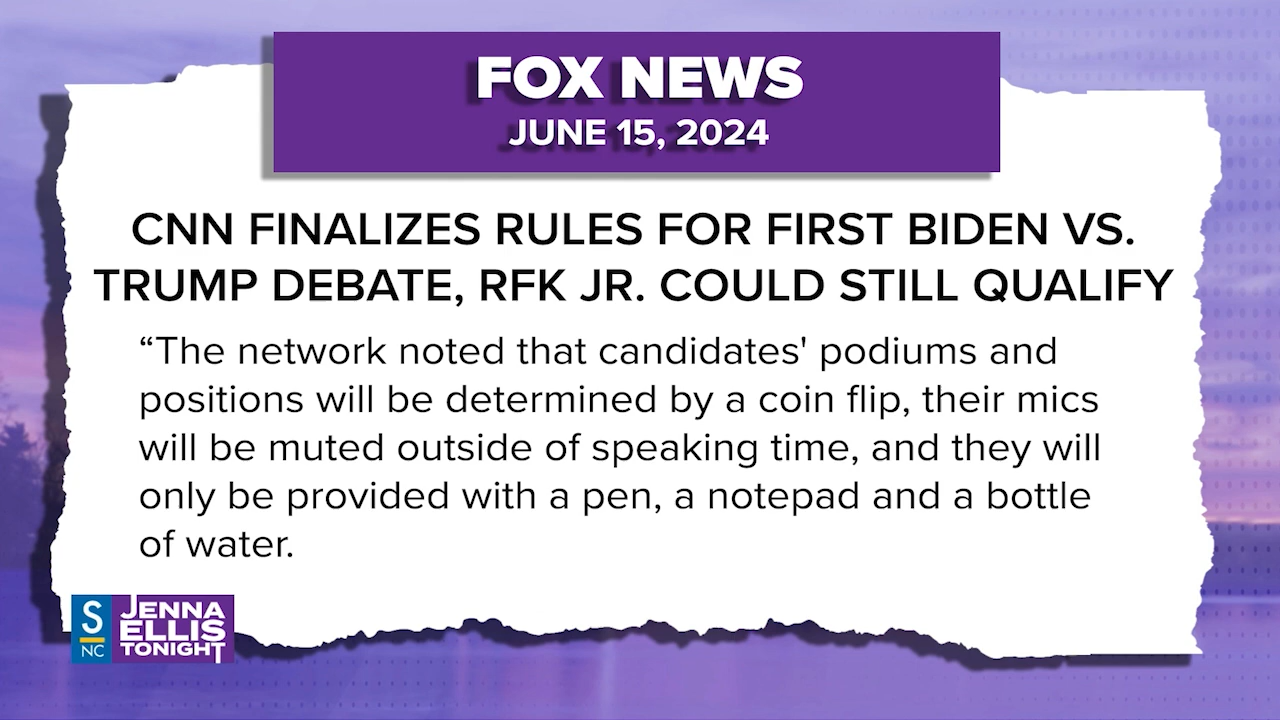 FOX NEWS
JUNE 15, 2024
CNN FINALIZES RULES FOR FIRST BIDEN VS.
TRUMP DEBATE, RFK JR. COULD STILL QUALIFY
“The network noted that candidates' podiums and
positions will be determined by a coin flip, their mics
will be muted outside of speaking time, and they will
only be provided with a pen, a notepad and a bottle
of water.
S
NC
JENNA
ELLIS
TONIGHT